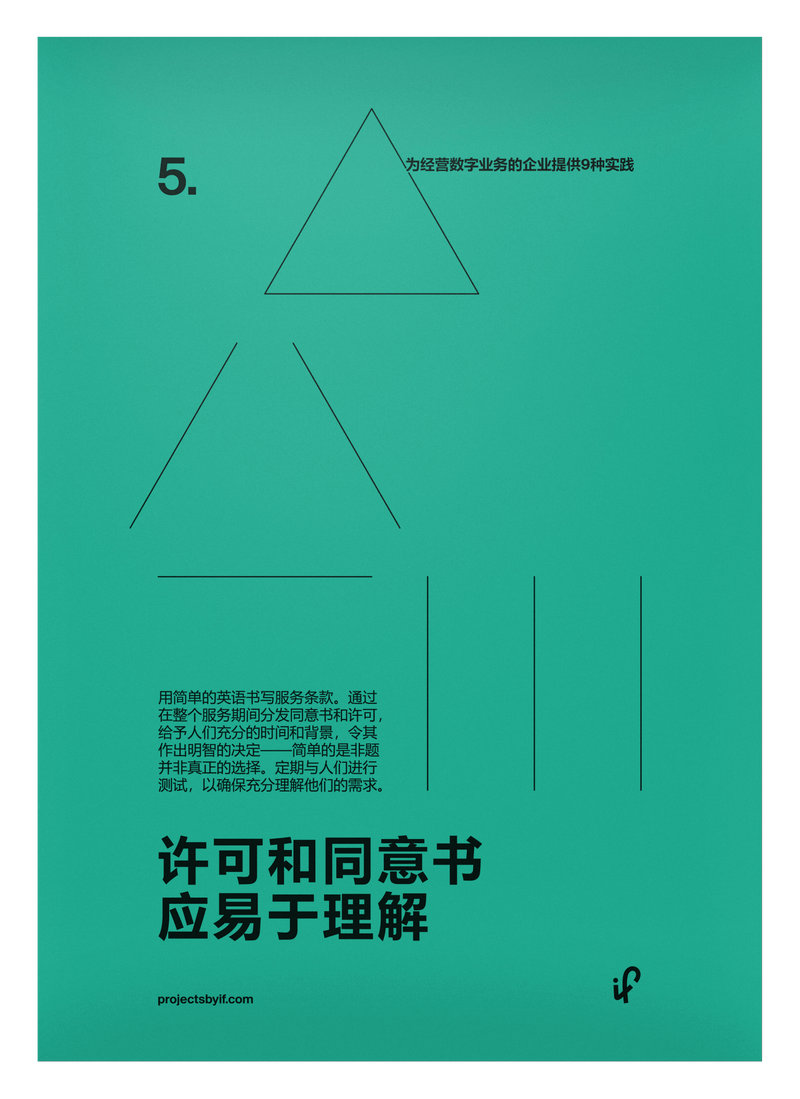 5.
为经营数字业务的企业提供9种实践
用简单的英语书写服务条款。通过
在整个服务期间分发同意书和许可，
给予人们充分的时间和背景，令其
作出明智的决定——简单的是非题
并非真正的选择。定期与人们进行
测试，以确保充分理解他们的需求。
许可和同意书
应易于理解
projectsbyif.com
if